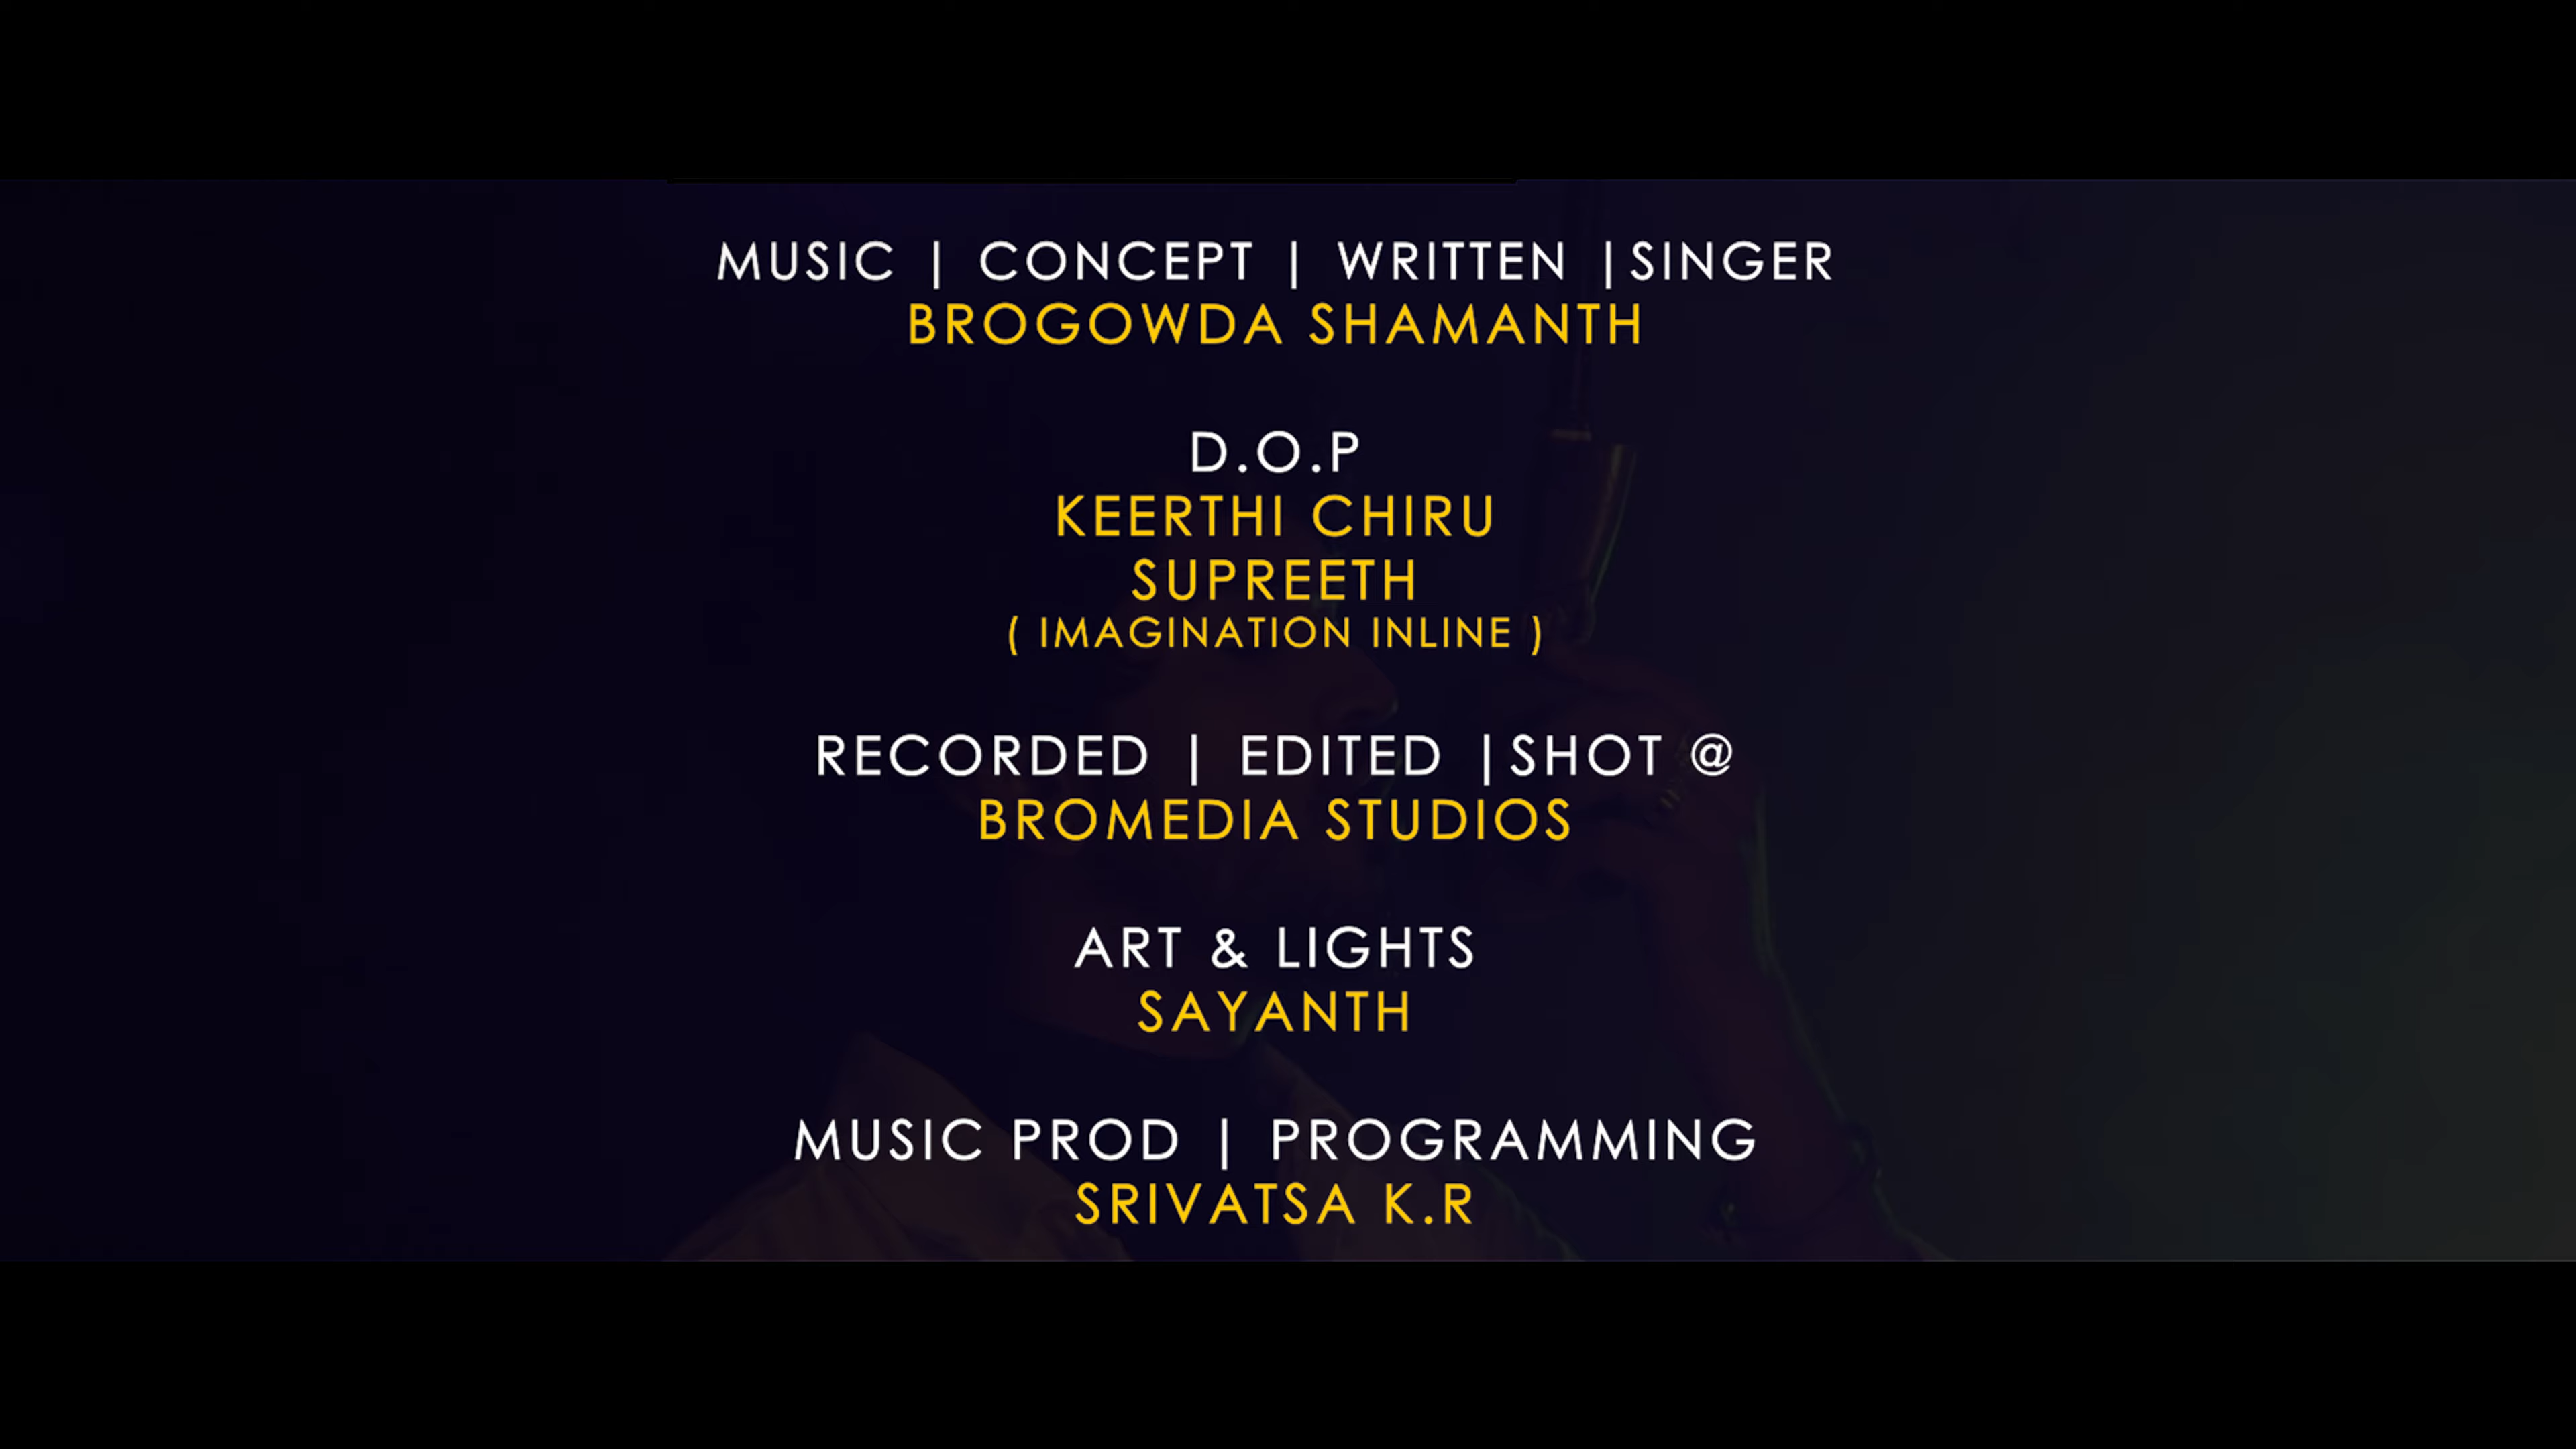 MUSIC | CONCEPT | WRITTEN |SINGER
BROGOWDA SHAMANTH
D.O.P
KEERTHI CHIRU
SUPREETH
( IMAGINATION INLINE )
RECORDED | EDITED |SHOT @
BROMEDIA STUDIOS
ART & LIGHTS
SAYANTH
MUSIC PROD | PROGRAMMING
SRIVATSA K.R